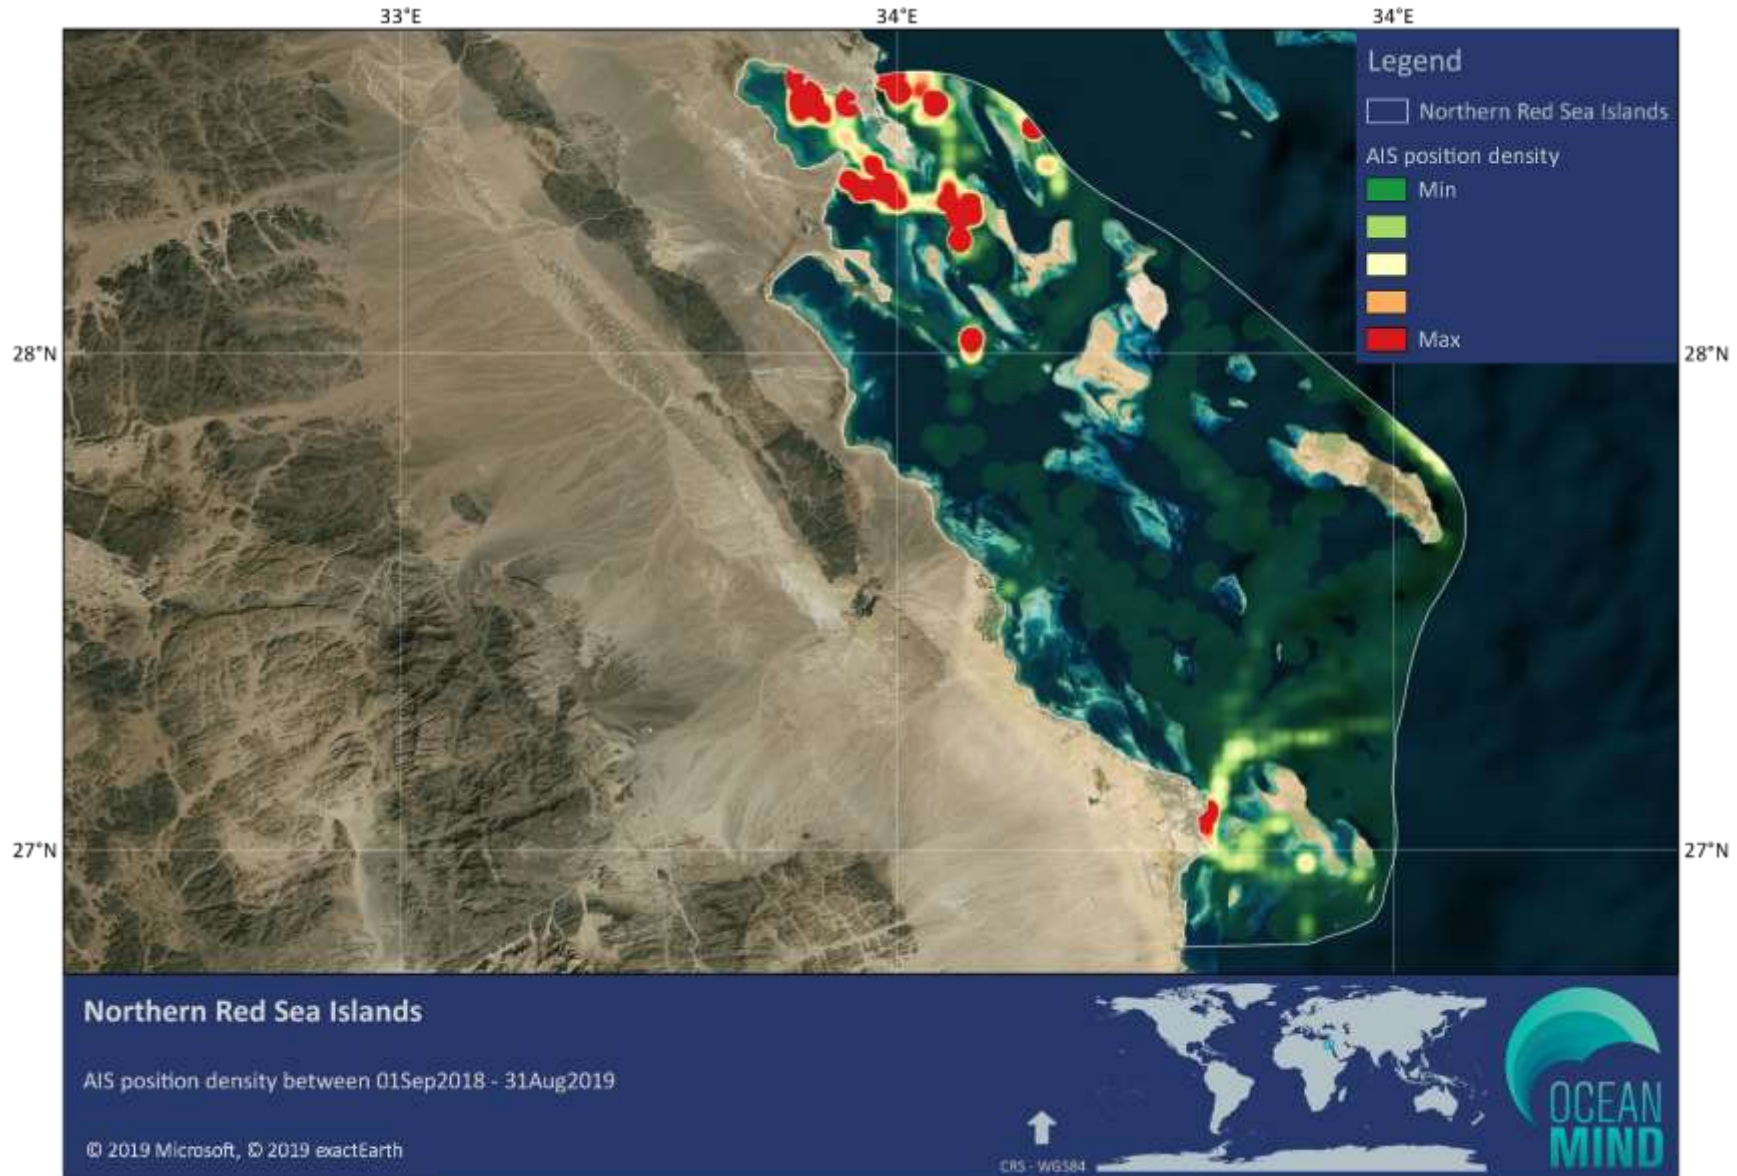 33°E 34°E 34°E
Legend
Northern Red Sea Islands
AIS position density
Min
Max
28°N 28°N
27°N 27°N
Northern Red Sea Islands
AIS position density between 01Sep2018 - 31Aug2019
© 2019 Microsoft, © 2019 exactEarth
CRS - WGS84
OCEAN
MIND